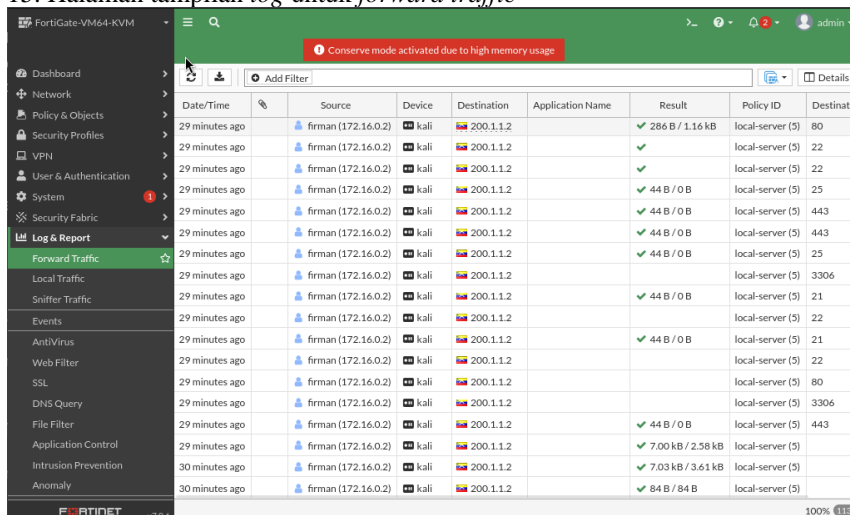 13. Halaman tampilan log untuk forward traffic
FortiGate-VM64-KVM
>_
2
admin
Conserve mode activated due to high memory usage
Dashboard
Network
Policy & Objects
Security Profiles
VPN
User & Authentication
System 1
Security Fabric
Log & Report
Forward Traffic
Local Traffic
Sniffer Traffic
Events
AntiVirus
Web Filter
SSL
DNS Query
File Filter
Application Control
Intrusion Prevention
Anomaly
FORTINET
Add Filter
Details
Date/Time Source Device Destination Application Name Result Policy ID Destinat
29 minutes ago firman (172.16.0.2) kali 200.1.1.2 286 B / 1.16 kB local-server (5) 80
29 minutes ago firman (172.16.0.2) kali 200.1.1.2 local-server (5) 22
29 minutes ago firman (172.16.0.2) kali 200.1.1.2 local-server (5) 22
29 minutes ago firman (172.16.0.2) kali 200.1.1.2 44 B / 0 B local-server (5) 25
29 minutes ago firman (172.16.0.2) kali 200.1.1.2 44 B / 0 B local-server (5) 443
29 minutes ago firman (172.16.0.2) kali 200.1.1.2 44 B / 0 B local-server (5) 443
29 minutes ago firman (172.16.0.2) kali 200.1.1.2 44 B / 0 B local-server (5) 25
29 minutes ago firman (172.16.0.2) kali 200.1.1.2 local-server (5) 3306
29 minutes ago firman (172.16.0.2) kali 200.1.1.2 44 B / 0 B local-server (5) 21
29 minutes ago firman (172.16.0.2) kali 200.1.1.2 local-server (5) 22
29 minutes ago firman (172.16.0.2) kali 200.1.1.2 44 B / 0 B local-server (5) 21
29 minutes ago firman (172.16.0.2) kali 200.1.1.2 local-server (5) 22
29 minutes ago firman (172.16.0.2) kali 200.1.1.2 local-server (5) 80
29 minutes ago firman (172.16.0.2) kali 200.1.1.2 local-server (5) 3306
29 minutes ago firman (172.16.0.2) kali 200.1.1.2 44 B / 0 B local-server (5) 443
29 minutes ago firman (172.16.0.2) kali 200.1.1.2 7.00 kB / 2.58 kB local-server (5)
30 minutes ago firman (172.16.0.2) kali 200.1.1.2 7.03 kB / 3.61 kB local-server (5)
30 minutes ago firman (172.16.0.2) kali 200.1.1.2 84 B / 84 B local-server (5)
100%